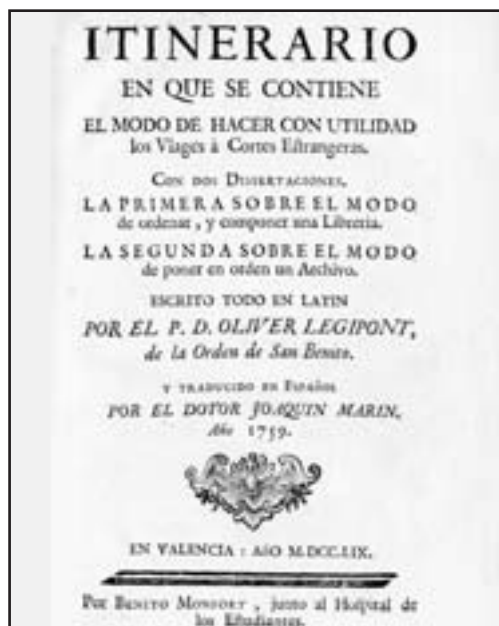 ITINERARIO
EN QUE SE CONTIENE
EL MODO DE HACER CON UTILIDAD
los Viages à Cortes Estrangeras.
CON DOS DISSERTACIONES.
LA PRIMERA SOBRE EL MODO
de ordenar, y componer una Libreria.
LA SEGUNDA SOBRE EL MODO
de poner en orden un Archivo.
ESCRITO TODO EN LATIN
POR EL P. D. OLIVER LEGIPONT,
de la Orden de San Benito.
Y TRADUCIDO EN ESPAÑOL
POR EL DOTOR JOAQUIN MARIN,
Año 1759.
EN VALENCIA: AñO M.DCC.LIX.
Por BENITO MONFORT, junto al Hospital de
los Estudiantes.